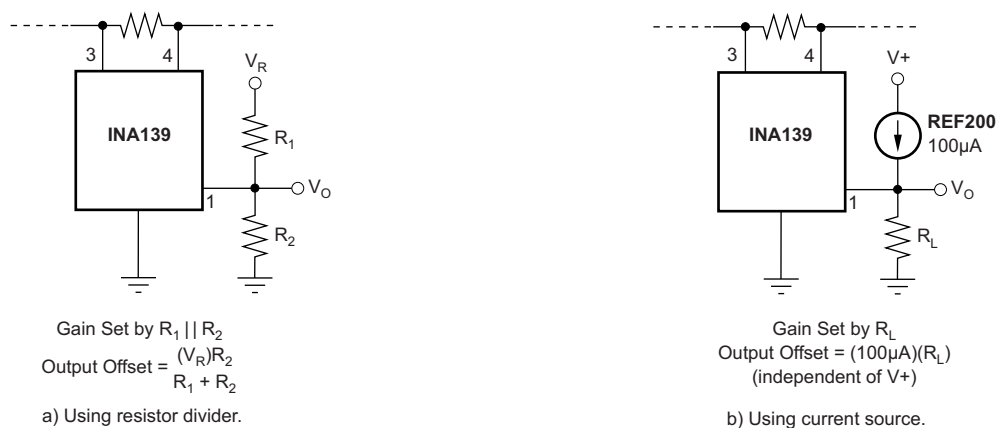 3
4
V_R
INA139
R_1
1
V_O
R_2
Gain Set by R_1 || R_2
Output Offset = (V_R)R_2 / R_1 + R_2
a) Using resistor divider.
3
4
V+
INA139
REF200
100µA
1
V_O
R_L
Gain Set by R_L
Output Offset = (100µA)(R_L)
(independent of V+)
b) Using current source.